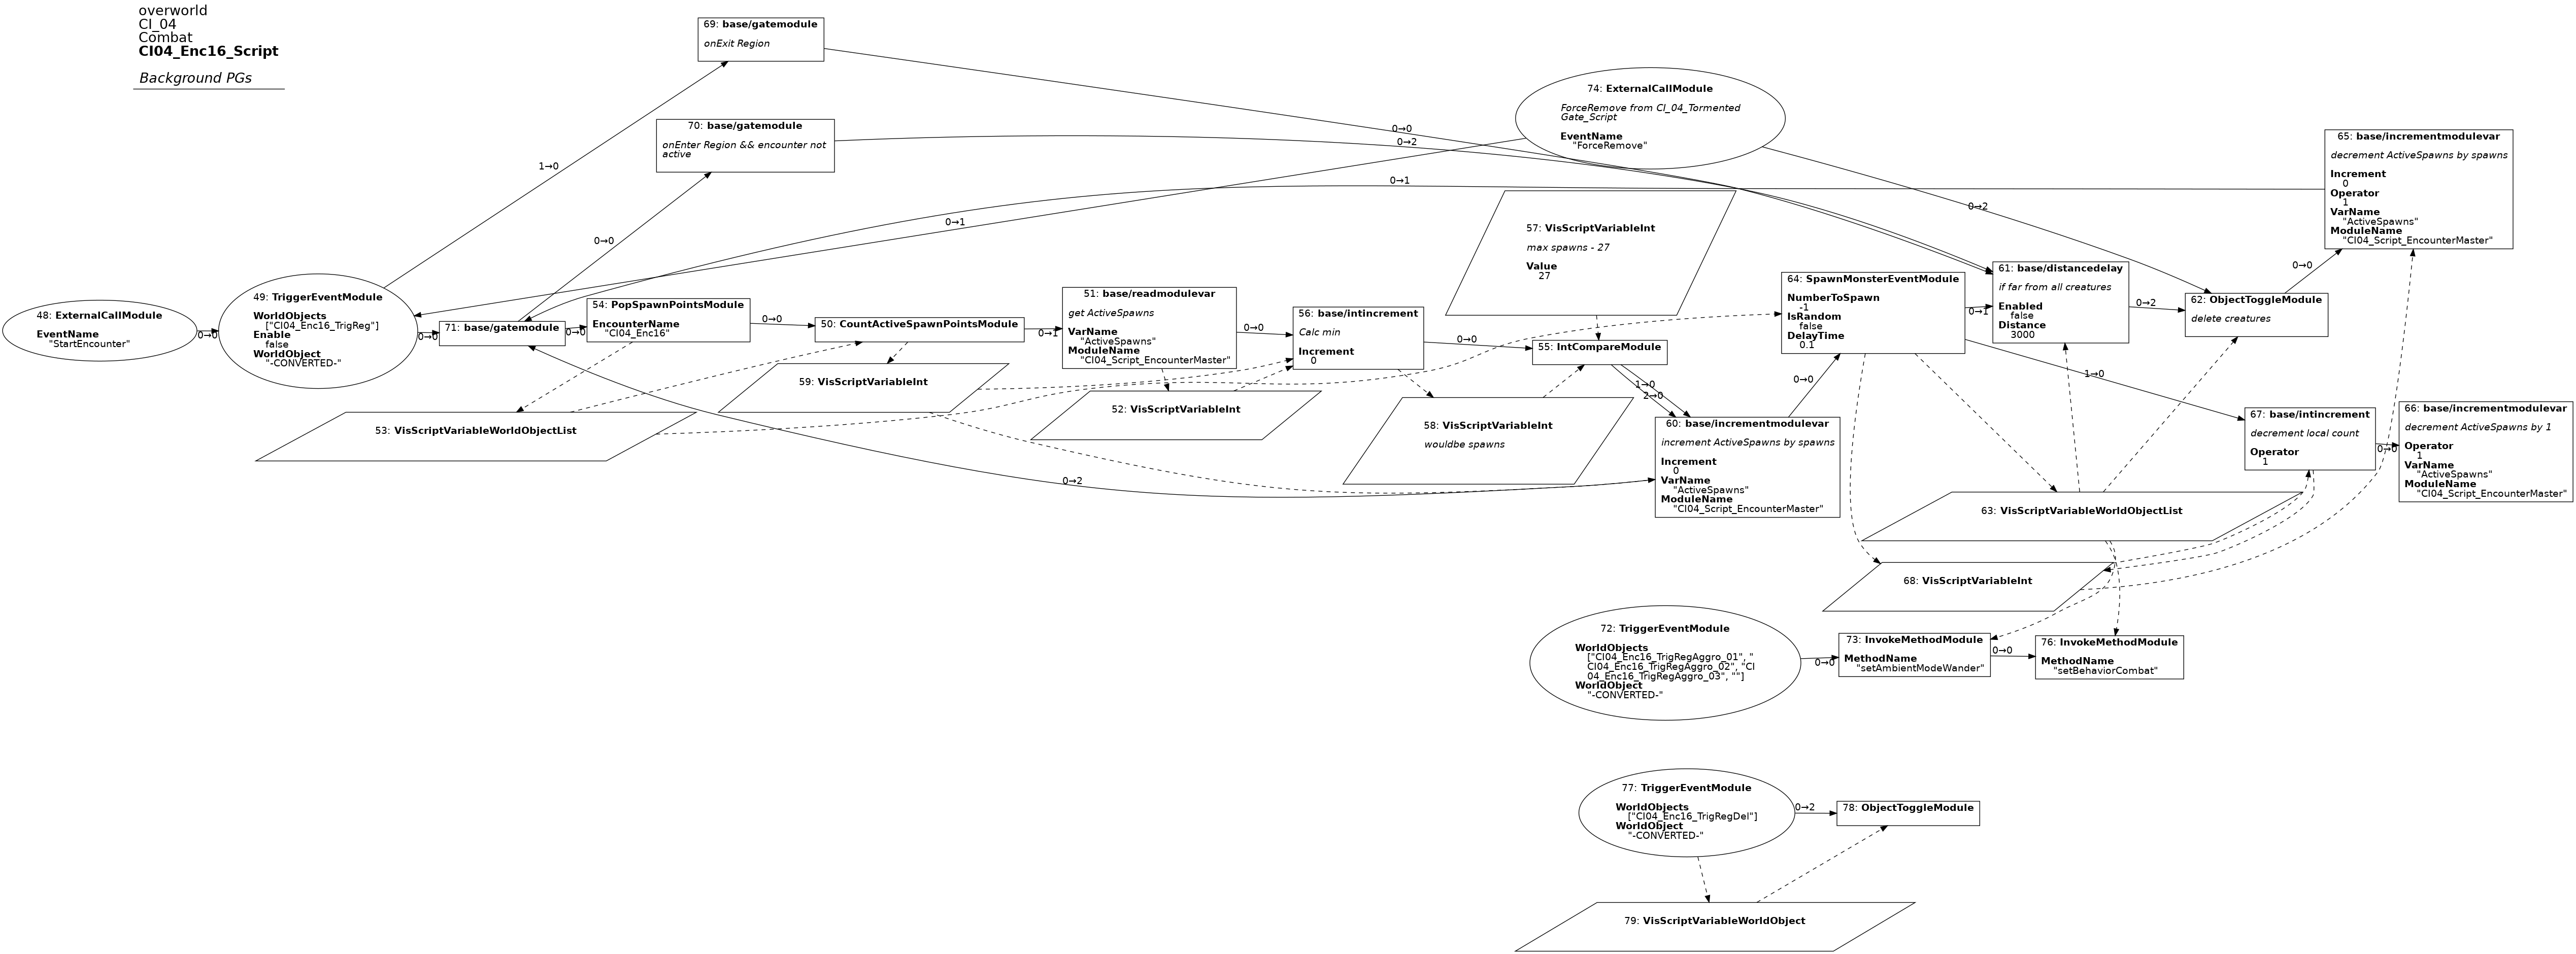 overworld
CI_04
Combat
CI04_Enc16_Script
Background PGs
69: base/gatemodule
onExit Region
70: base/gatemodule
onEnter Region && encounter not
active
74: ExternalCallModule
ForceRemove from CI_04_Tormented
Gate_Script
EventName
"ForceRemove"
65: base/incrementmodulevar
decrement ActiveSpawns by spawns
Increment
0
Operator
1
VarName
"ActiveSpawns"
ModuleName
"CI04_Script_EncounterMaster"
1→0
0→0
0→2
0→1
0→1
0→2
0→0
0→0
57: VisScriptVariableInt
max spawns - 27
Value
27
48: ExternalCallModule
EventName
"StartEncounter"
0→0
49: TriggerEventModule
WorldObjects
["CI04_Enc16_TrigReg"]
Enable
false
WorldObject
"-CONVERTED-"
0→0
71: base/gatemodule
0→0
54: PopSpawnPointsModule
EncounterName
"CI04_Enc16"
0→0
50: CountActiveSpawnPointsModule
0→1
51: base/readmodulevar
get ActiveSpawns
VarName
"ActiveSpawns"
ModuleName
"CI04_Script_EncounterMaster"
0→0
56: base/intincrement
Calc min
Increment
0
0→0
55: IntCompareModule
1→0
2→0
64: SpawnMonsterEventModule
NumberToSpawn
-1
IsRandom
false
DelayTime
0.1
0→1
61: base/distancedelay
if far from all creatures
Enabled
false
Distance
3000
0→2
62: ObjectToggleModule
delete creatures
59: VisScriptVariableInt
52: VisScriptVariableInt
53: VisScriptVariableWorldObjectList
58: VisScriptVariableInt
wouldbe spawns
0→0
1→0
60: base/incrementmodulevar
increment ActiveSpawns by spawns
Increment
0
VarName
"ActiveSpawns"
ModuleName
"CI04_Script_EncounterMaster"
0→2
67: base/intincrement
decrement local count
Operator
1
0→0
66: base/incrementmodulevar
decrement ActiveSpawns by 1
Operator
1
VarName
"ActiveSpawns"
ModuleName
"CI04_Script_EncounterMaster"
63: VisScriptVariableWorldObjectList
68: VisScriptVariableInt
72: TriggerEventModule
WorldObjects
["CI04_Enc16_TrigRegAggro_01", "
CI04_Enc16_TrigRegAggro_02", "CI
04_Enc16_TrigRegAggro_03", ""]
WorldObject
"-CONVERTED-"
0→0
73: InvokeMethodModule
MethodName
"setAmbientModeWander"
0→0
76: InvokeMethodModule
MethodName
"setBehaviorCombat"
77: TriggerEventModule
WorldObjects
["CI04_Enc16_TrigRegDel"]
WorldObject
"-CONVERTED-"
0→2
78: ObjectToggleModule
79: VisScriptVariableWorldObject